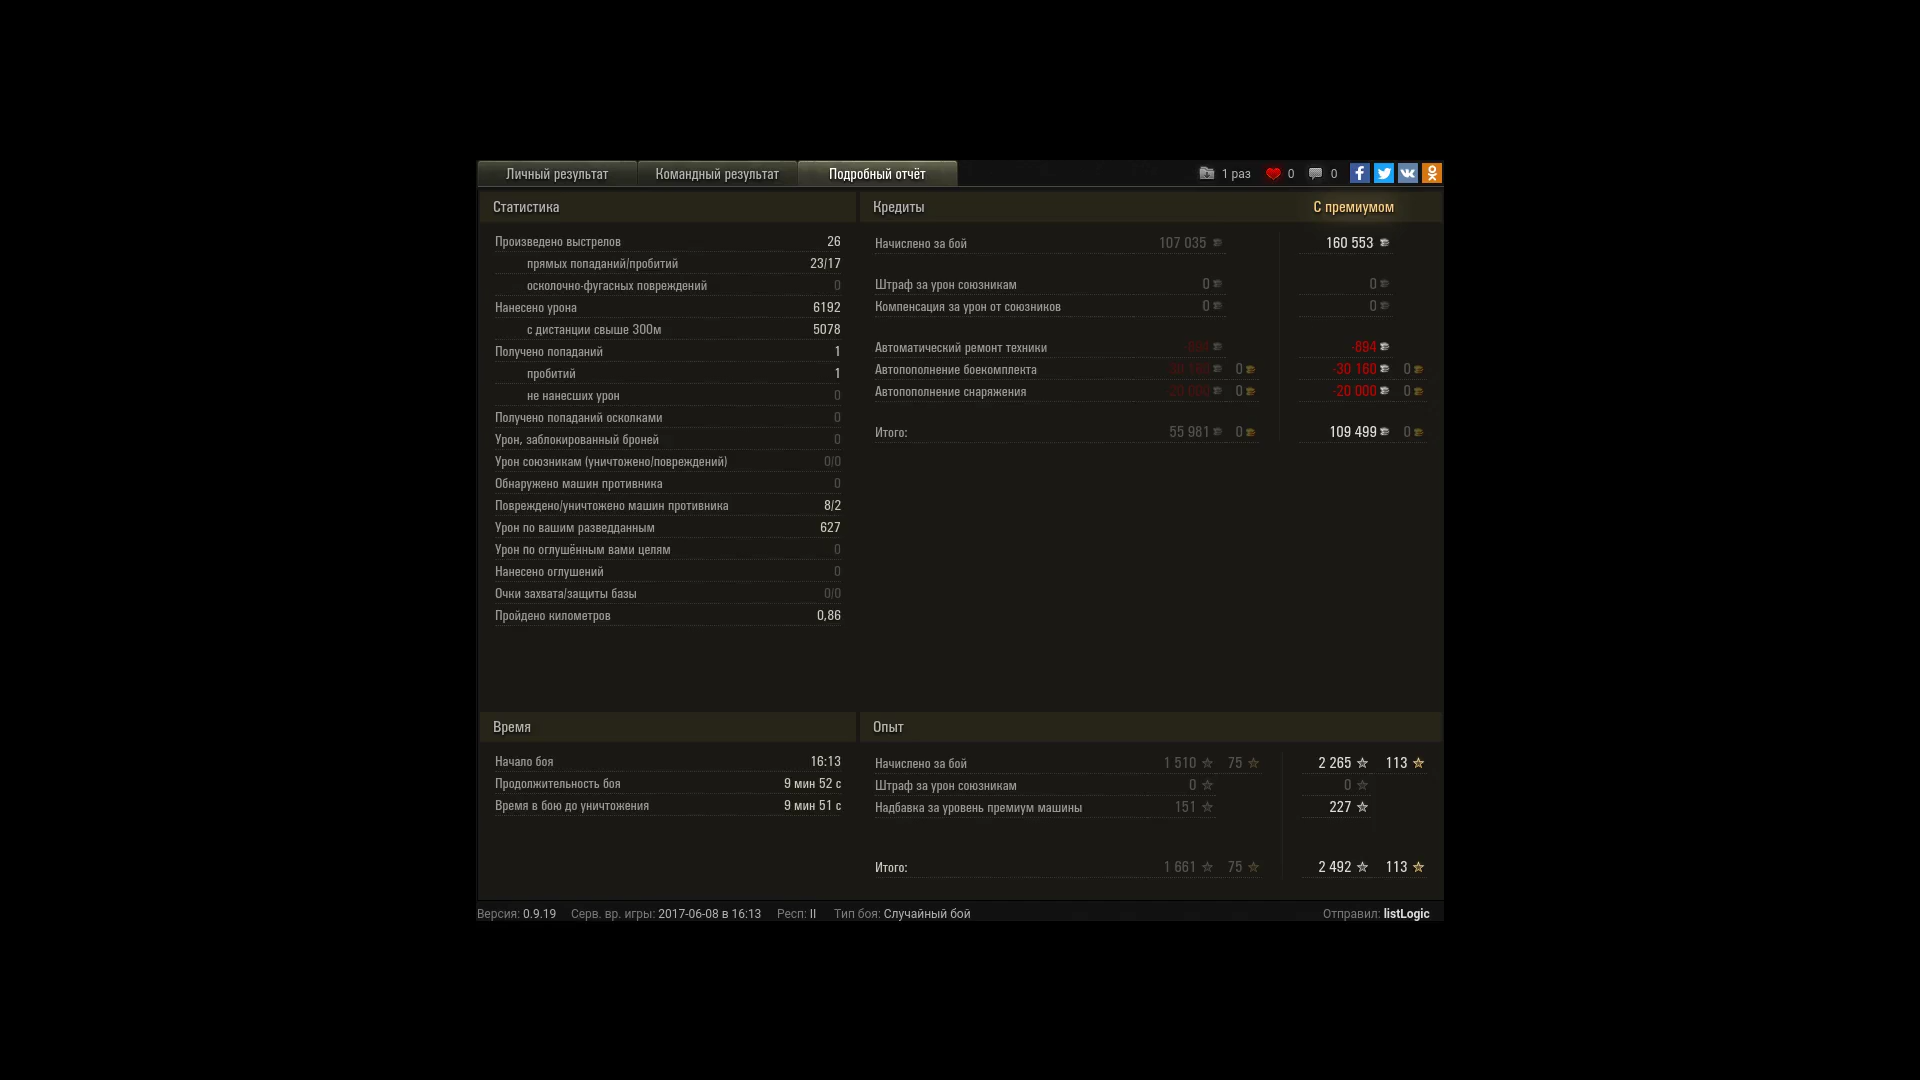 Личный результат Командный результат Подробный отчёт 1 раз 0 0
Статистика
Произведено выстрелов 26
прямых попаданий/пробитий 23/17
осколочно-фугасных повреждений 0
Нанесено урона 6192
с дистанции свыше 300м 5078
Получено попаданий 1
пробитий 1
не нанесших урон 0
Получено попаданий осколками 0
Урон, заблокированный броней 0
Урон союзникам (уничтожено/повреждений) 0/0
Обнаружено машин противника 0
Повреждено/уничтожено машин противника 8/2
Урон по вашим разведданным 627
Урон по оглушённым вами целям 0
Нанесено оглушений 0
Очки захвата/защиты базы 0/0
Пройдено километров 0,86
Кредиты С премиумом
Начислено за бой 107 035 160 553
Штраф за урон союзникам 0 0
Компенсация за урон от союзников 0 0
Автоматический ремонт техники -694 -694
Автопополнение боекомплекта -30 160 0 -30 160 0
Автопополнение снаряжения -20 000 0 -20 000 0
Итого: 55 981 0 109 499 0
Время
Начало боя 16:13
Продолжительность боя 9 мин 52 с
Время в бою до уничтожения 9 мин 51 с
Опыт
Начислено за бой 1 510 75 2 265 113
Штраф за урон союзникам 0 0
Надбавка за уровень премиум машины 151 227
Итого: 1 661 75 2 492 113
Версия: 0.9.19 Серв. вр. игры: 2017-06-08 в 16:13 Респ: II Тип боя: Случайный бой Отправил: listLogic